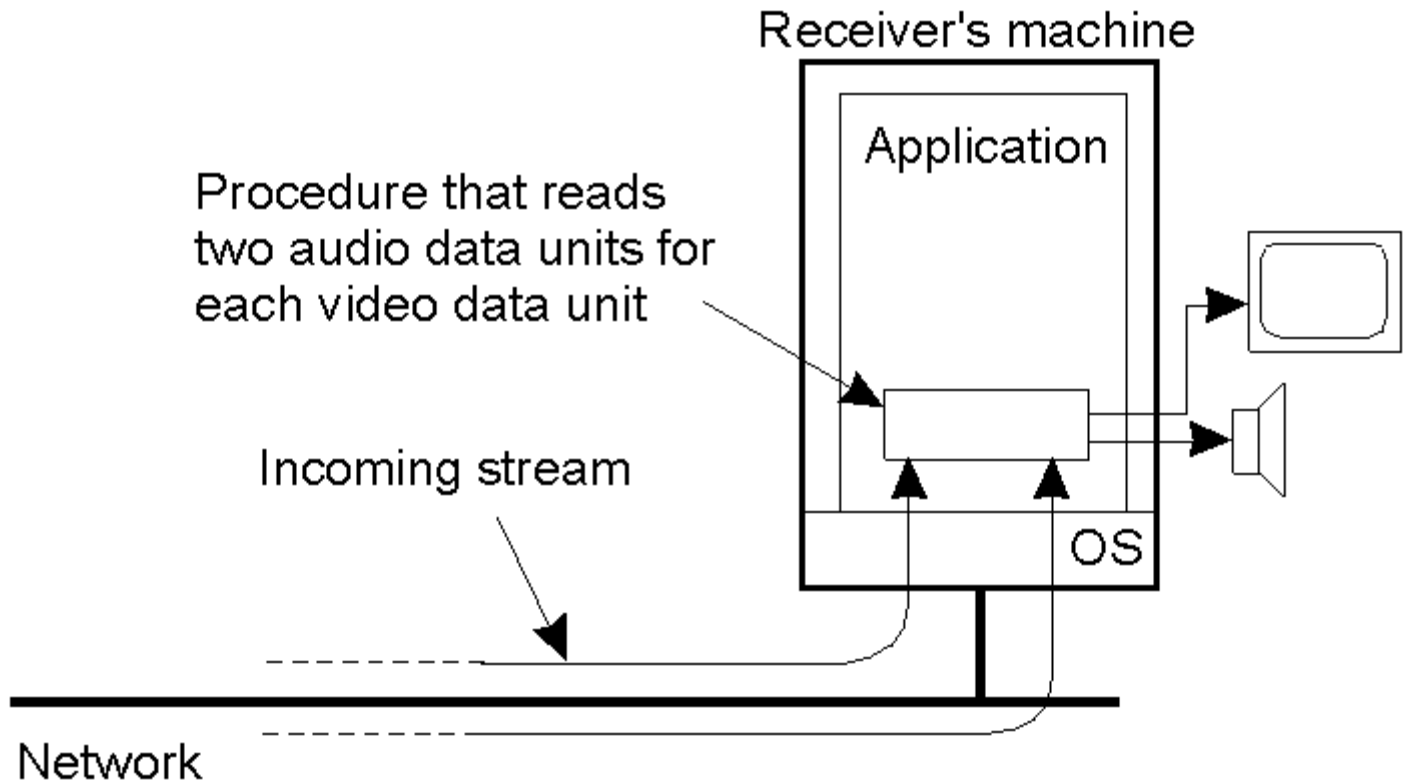 Receiver's machine
Application
Procedure that reads
two audio data units for
each video data unit
Incoming stream
OS
Network